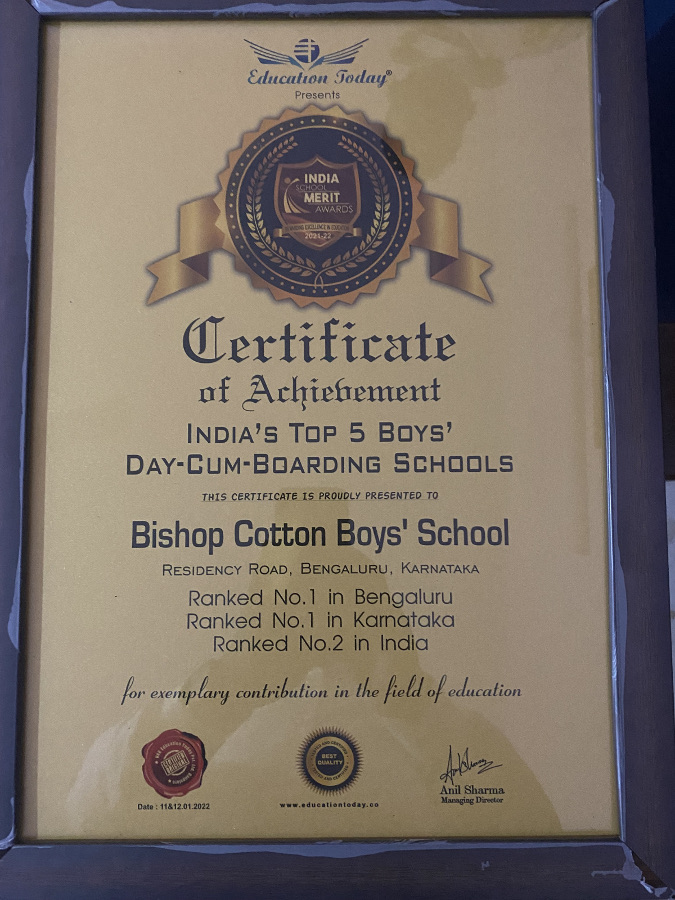 Education Today®
Presents
INDIA
SCHOOL
MERIT
AWARDS
2021-22
Certificate
of Achievement
INDIA'S TOP 5 BOYS'
DAY-CUM-BOARDING SCHOOLS
THIS CERTIFICATE IS PROUDLY PRESENTED TO
Bishop Cotton Boys' School
RESIDENCY ROAD, BENGALURU, KARNATAKA
Ranked No.1 in Bengaluru
Ranked No.1 in Karnataka
Ranked No.2 in India
for exemplary contribution in the field of education
BEST
QUALITY
Anil Sharma
Managing Director
Date : 11&12.01.2022
www.educationtoday.co